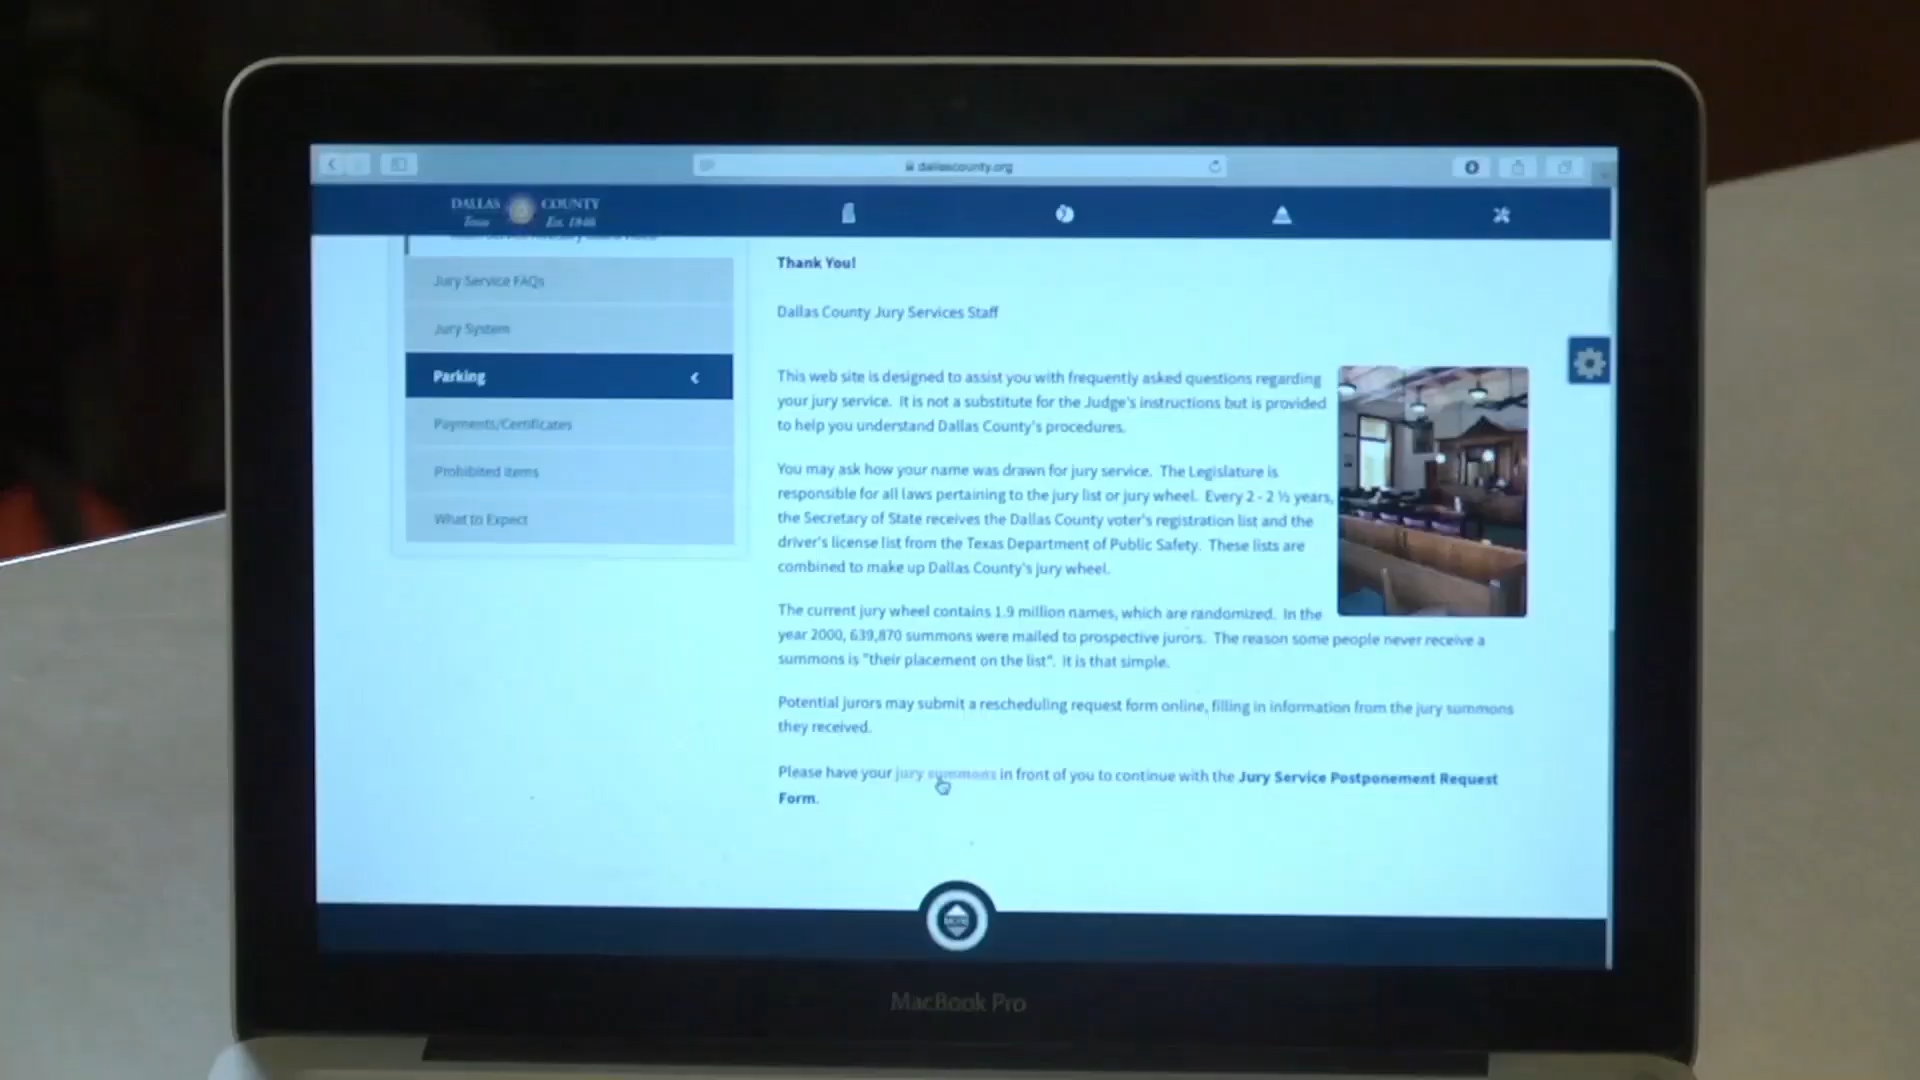 dallascounty.org
DALLAS COUNTY
Texas Est. 1846
Jury Service FAQs
Jury System
Parking
Payments/Certificates
Prohibited Items
What to Expect
Thank You!
Dallas County Jury Services Staff
This web site is designed to assist you with frequently asked questions regarding
your jury service. It is not a substitute for the Judge's instructions but is provided
to help you understand Dallas County's procedures.
You may ask how your name was drawn for jury service. The Legislature is
responsible for all laws pertaining to the jury list or jury wheel. Every 2 - 2 ½ years,
the Secretary of State receives the Dallas County voter's registration list and the
driver's license list from the Texas Department of Public Safety. These lists are
combined to make up Dallas County's jury wheel.
The current jury wheel contains 1.9 million names, which are randomized. In the
year 2000, 639,870 summons were mailed to prospective jurors. The reason some people never receive a
summons is "their placement on the list". It is that simple.
Potential jurors may submit a rescheduling request form online, filling in information from the jury summons
they received.
Please have your jury summons in front of you to continue with the Jury Service Postponement Request
Form.
MORE
MacBook Pro